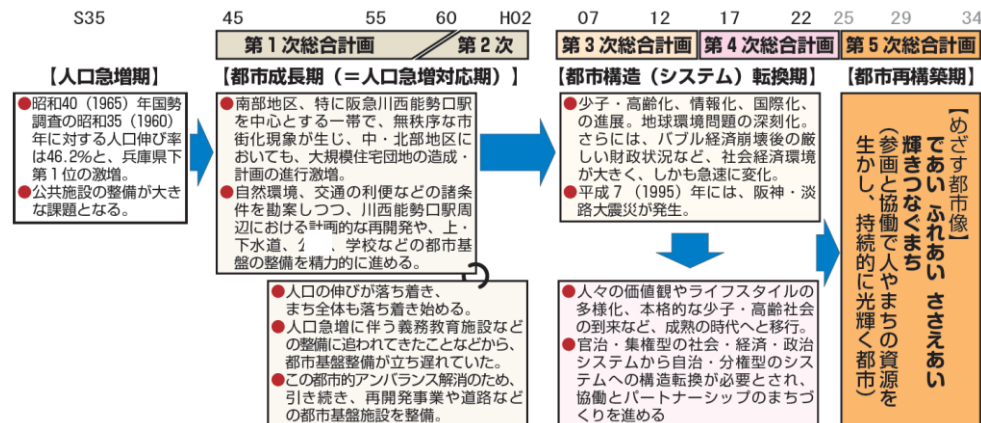 S35 45 55 60 H02 07 12 17 22 25 29 34
第1次総合計画 第2次 第3次総合計画 第4次総合計画 第5次総合計画
【人口急増期】
●昭和40（1965）年国勢
調査の昭和35（1960）
年に対する人口伸び率
は46.2%と、兵庫県下
第1位の激増。
●公共施設の整備が大き
な課題となる。
【都市成長期（＝人口急増対応期）】
●南部地区、特に阪急川西能勢口駅
を中心とする一帯で、無秩序な市
街化現象が生じ、中・北部地区に
おいても、大規模住宅団地の造成・
計画の進行激増。
●自然環境、交通の利便などの諸条
件を勘案しつつ、川西能勢口駅周
辺における計画的な再開発や、上・
下水道、、学校などの都市基
盤の整備を精力的に進める。
●人口の伸びが落ち着き、
まち全体も落ち着き始める。
●人口急増に伴う義務教育施設など
の整備に追われてきたことなどから、
都市基盤整備が立ち遅れていた。
●この都市的アンバランス解消のため、
引き続き、再開発事業や道路など
の都市基盤施設を整備。
【都市構造（システム）転換期】
●少子・高齢化、情報化、国際化、
の進展。地球環境問題の深刻化。
さらには、バブル経済崩壊後の厳
しい財政状況など、社会経済環境
が大きく、しかも急速に変化。
●平成7（1995）年には、阪神・淡
路大震災が発生。
●人々の価値観やライフスタイルの
多様化、本格的な少子・高齢社会
の到来など、成熟の時代へと移行。
●官治・集権型の社会・経済・政治
システムから自治・分権型のシス
テムへの構造転換が必要とされ、
協働とパートナーシップのまちづ
くりを進める
【都市再構築期】
【めざす都市像】
であい ふれあい ささえあい
輝きつなぐまち
（参画と協働で人やまちの資源を
生かし、持続的に光輝く都市）